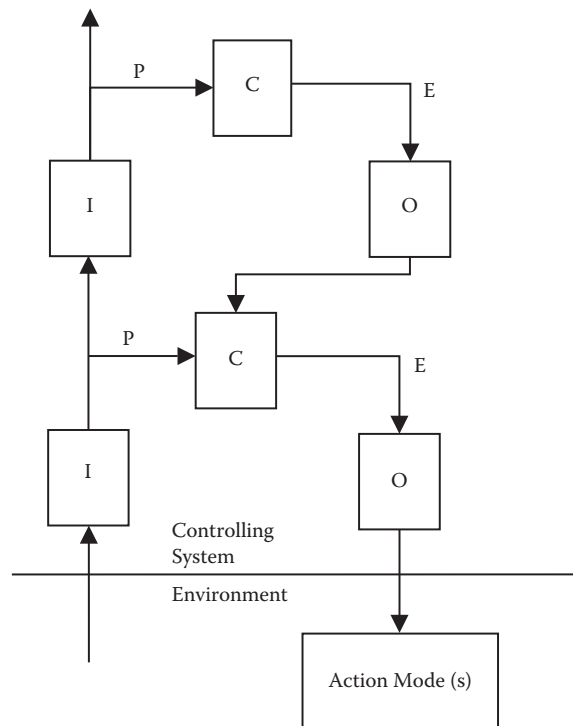 P
C
E
I
O
P
C
E
I
O
Controlling
System
Environment
Action Mode (s)